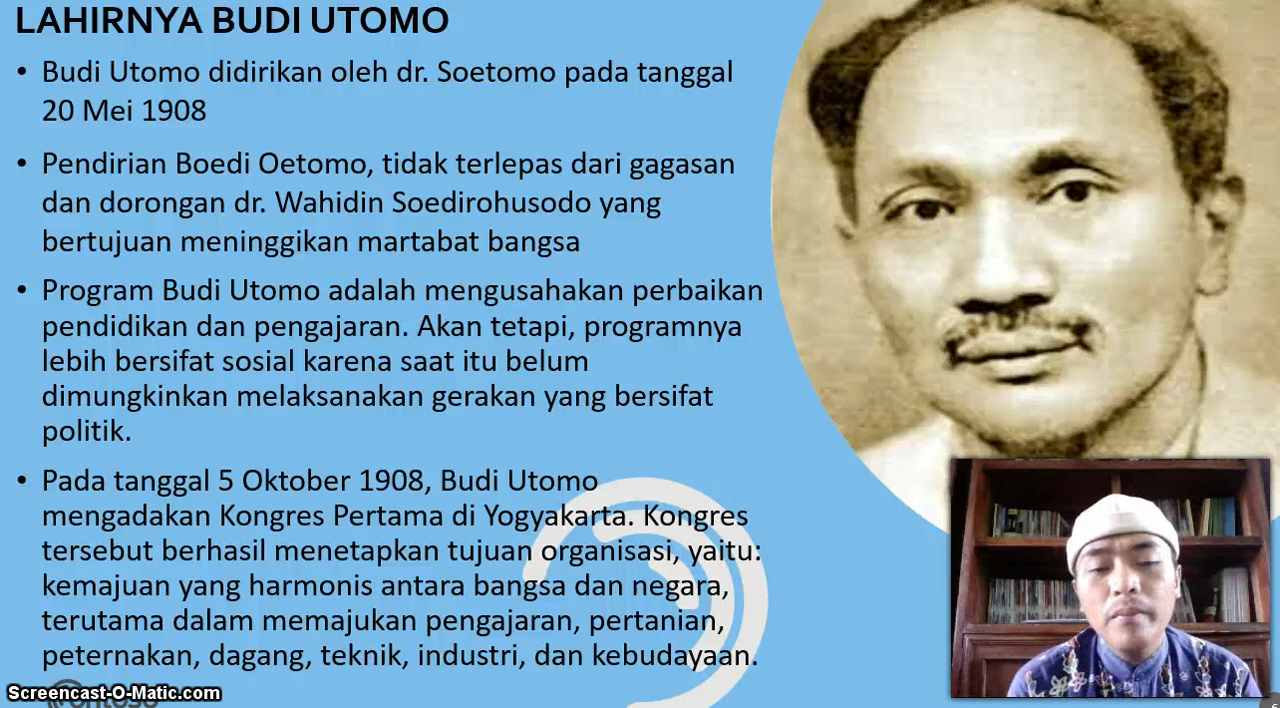 LAHIRNYA BUDI UTOMO
• Budi Utomo didirikan oleh dr. Soetomo pada tanggal
20 Mei 1908
• Pendirian Boedi Oetomo, tidak terlepas dari gagasan
dan dorongan dr. Wahidin Soedirohusodo yang
bertujuan meninggikan martabat bangsa
• Program Budi Utomo adalah mengusahakan perbaikan
pendidikan dan pengajaran. Akan tetapi, programnya
lebih bersifat sosial karena saat itu belum
dimungkinkan melaksanakan gerakan yang bersifat
politik.
• Pada tanggal 5 Oktober 1908, Budi Utomo
mengadakan Kongres Pertama di Yogyakarta. Kongres
tersebut berhasil menetapkan tujuan organisasi, yaitu:
kemajuan yang harmonis antara bangsa dan negara,
terutama dalam memajukan pengajaran, pertanian,
peternakan, dagang, teknik, industri, dan kebudayaan.
Screencast-O-Matic.com